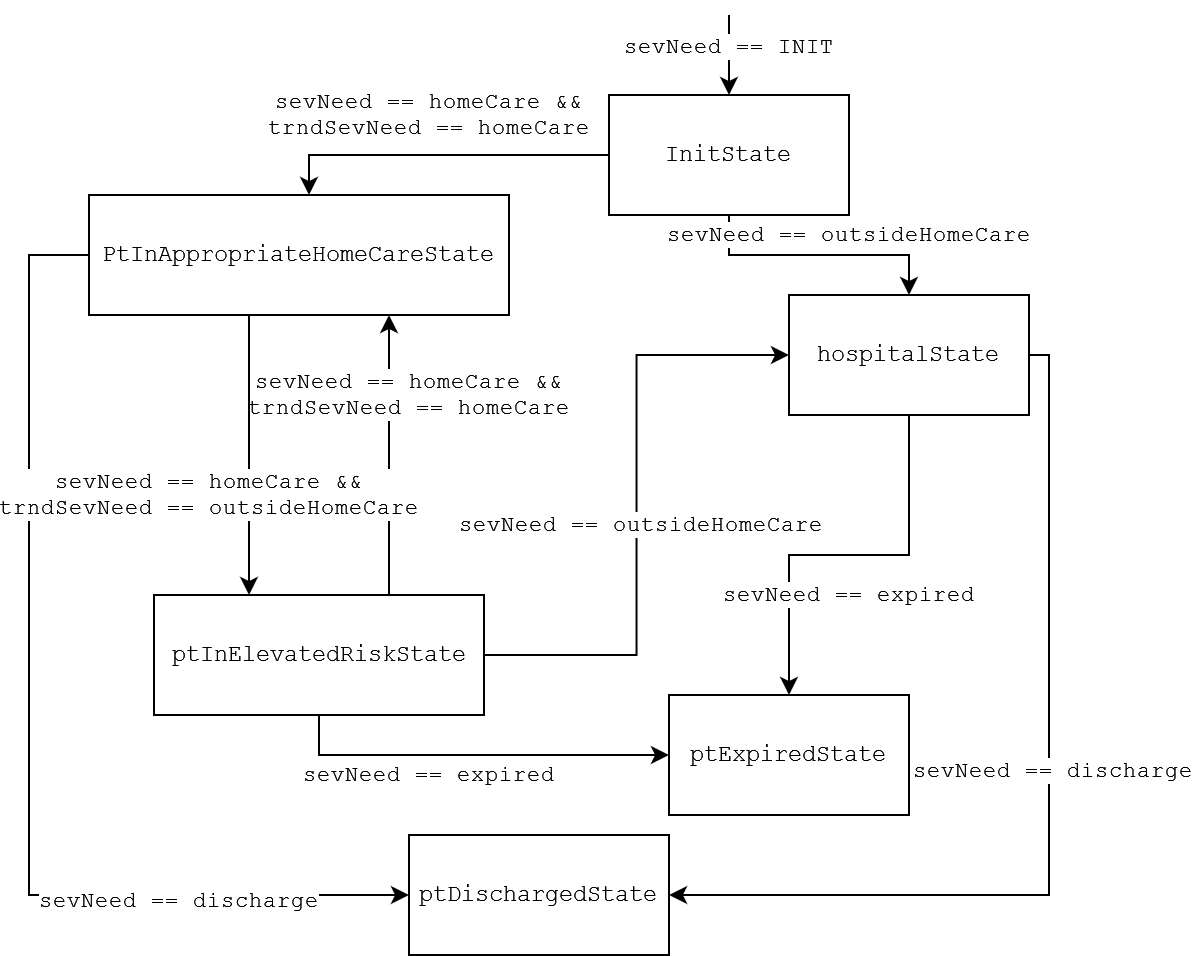 sevNeed == INIT
sevNeed == homeCare &&
trndSevNeed == homeCare
InitState
sevNeed == outsideHomeCare
PtInAppropriateHomeCareState
hospitalState
sevNeed == homeCare &&
trndSevNeed == homeCare
sevNeed == homeCare &&
trndSevNeed == outsideHomeCare
sevNeed == outsideHomeCare
sevNeed == expired
ptInElevatedRiskState
ptExpiredState
sevNeed == expired
sevNeed == discharge
ptDischargedState
sevNeed == discharge